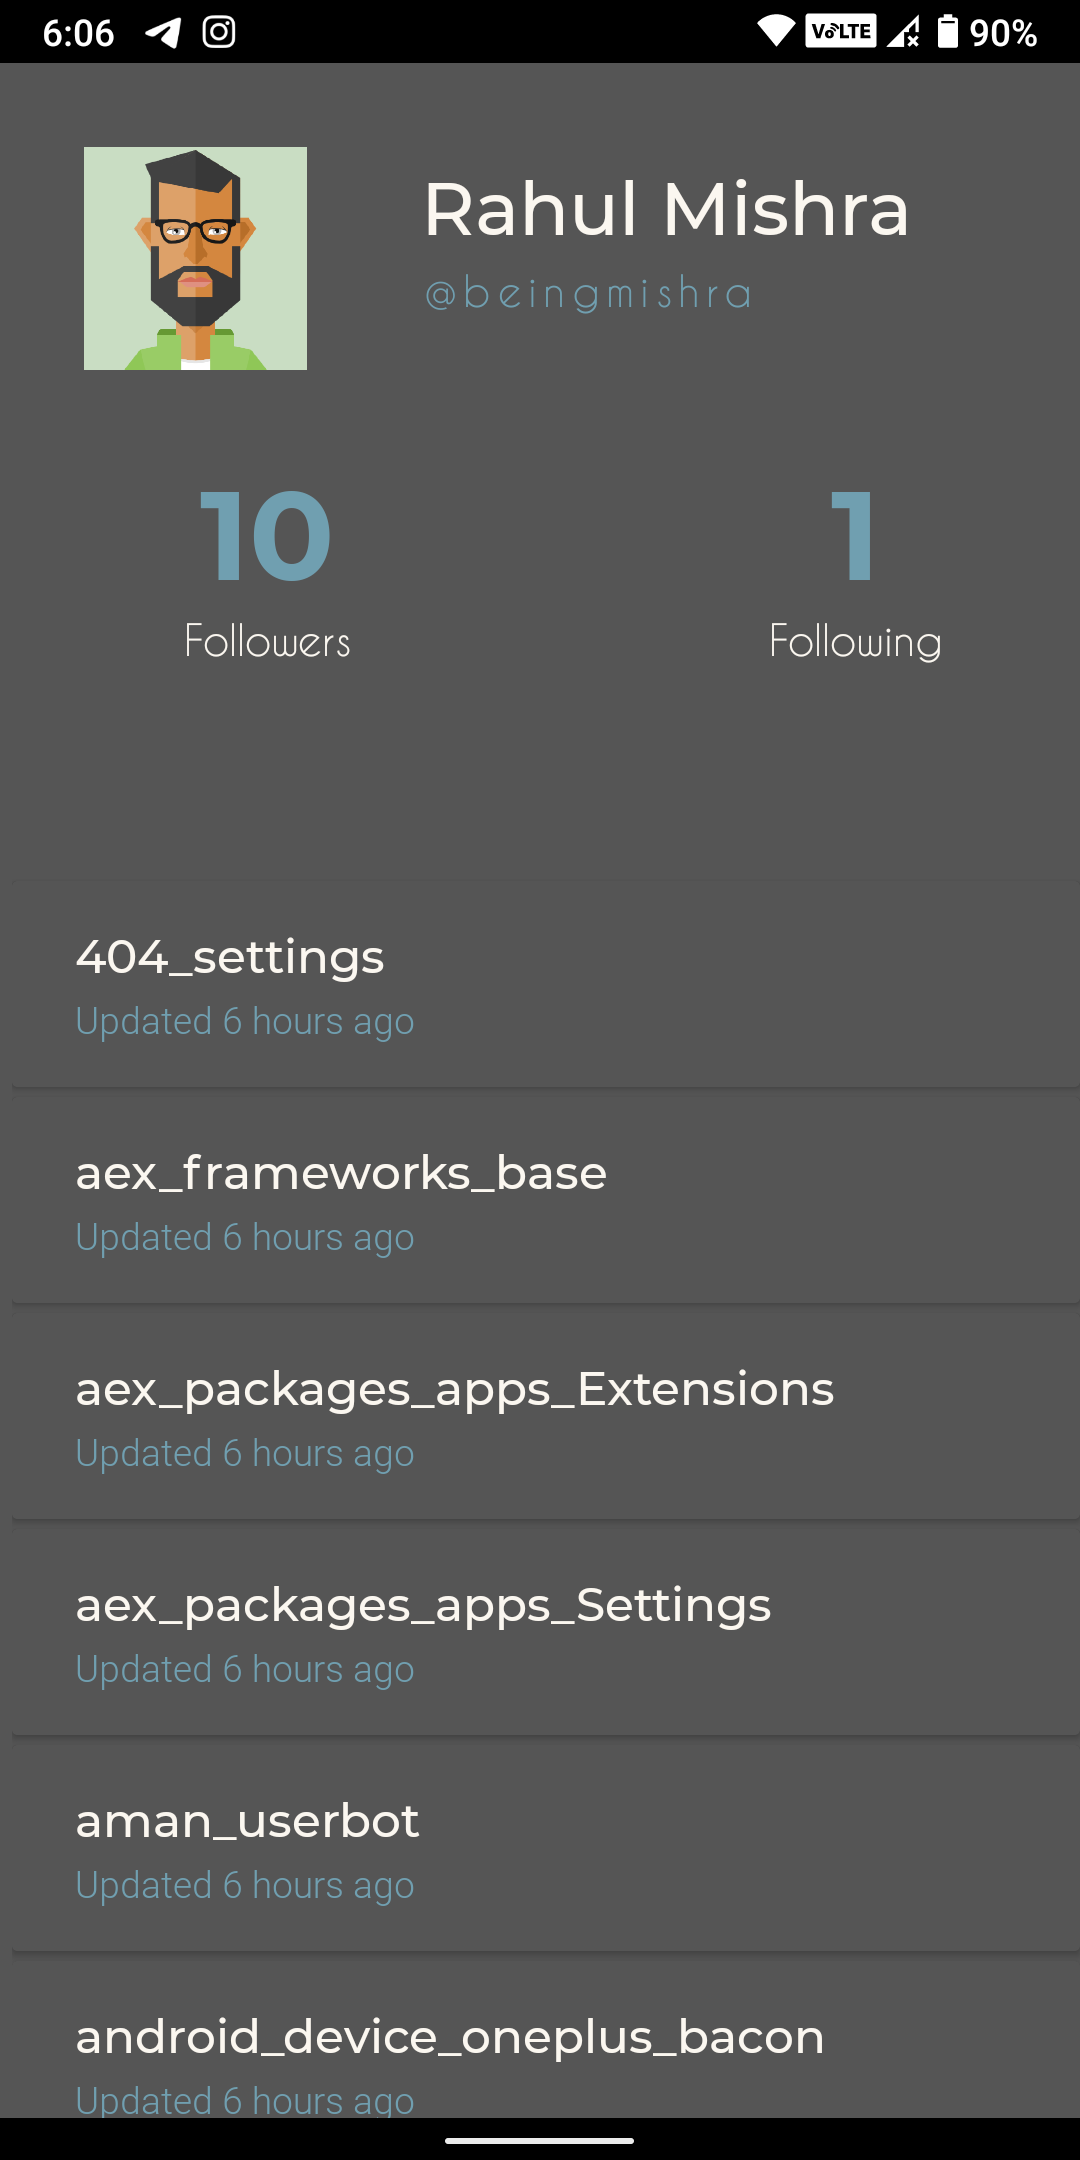 6:06 VoLTE 90%
Rahul Mishra
@beingmishra
10 1
Followers Following
404_settings
Updated 6 hours ago
aex_frameworks_base
Updated 6 hours ago
aex_packages_apps_Extensions
Updated 6 hours ago
aex_packages_apps_Settings
Updated 6 hours ago
aman_userbot
Updated 6 hours ago
android_device_oneplus_bacon
Updated 6 hours ago